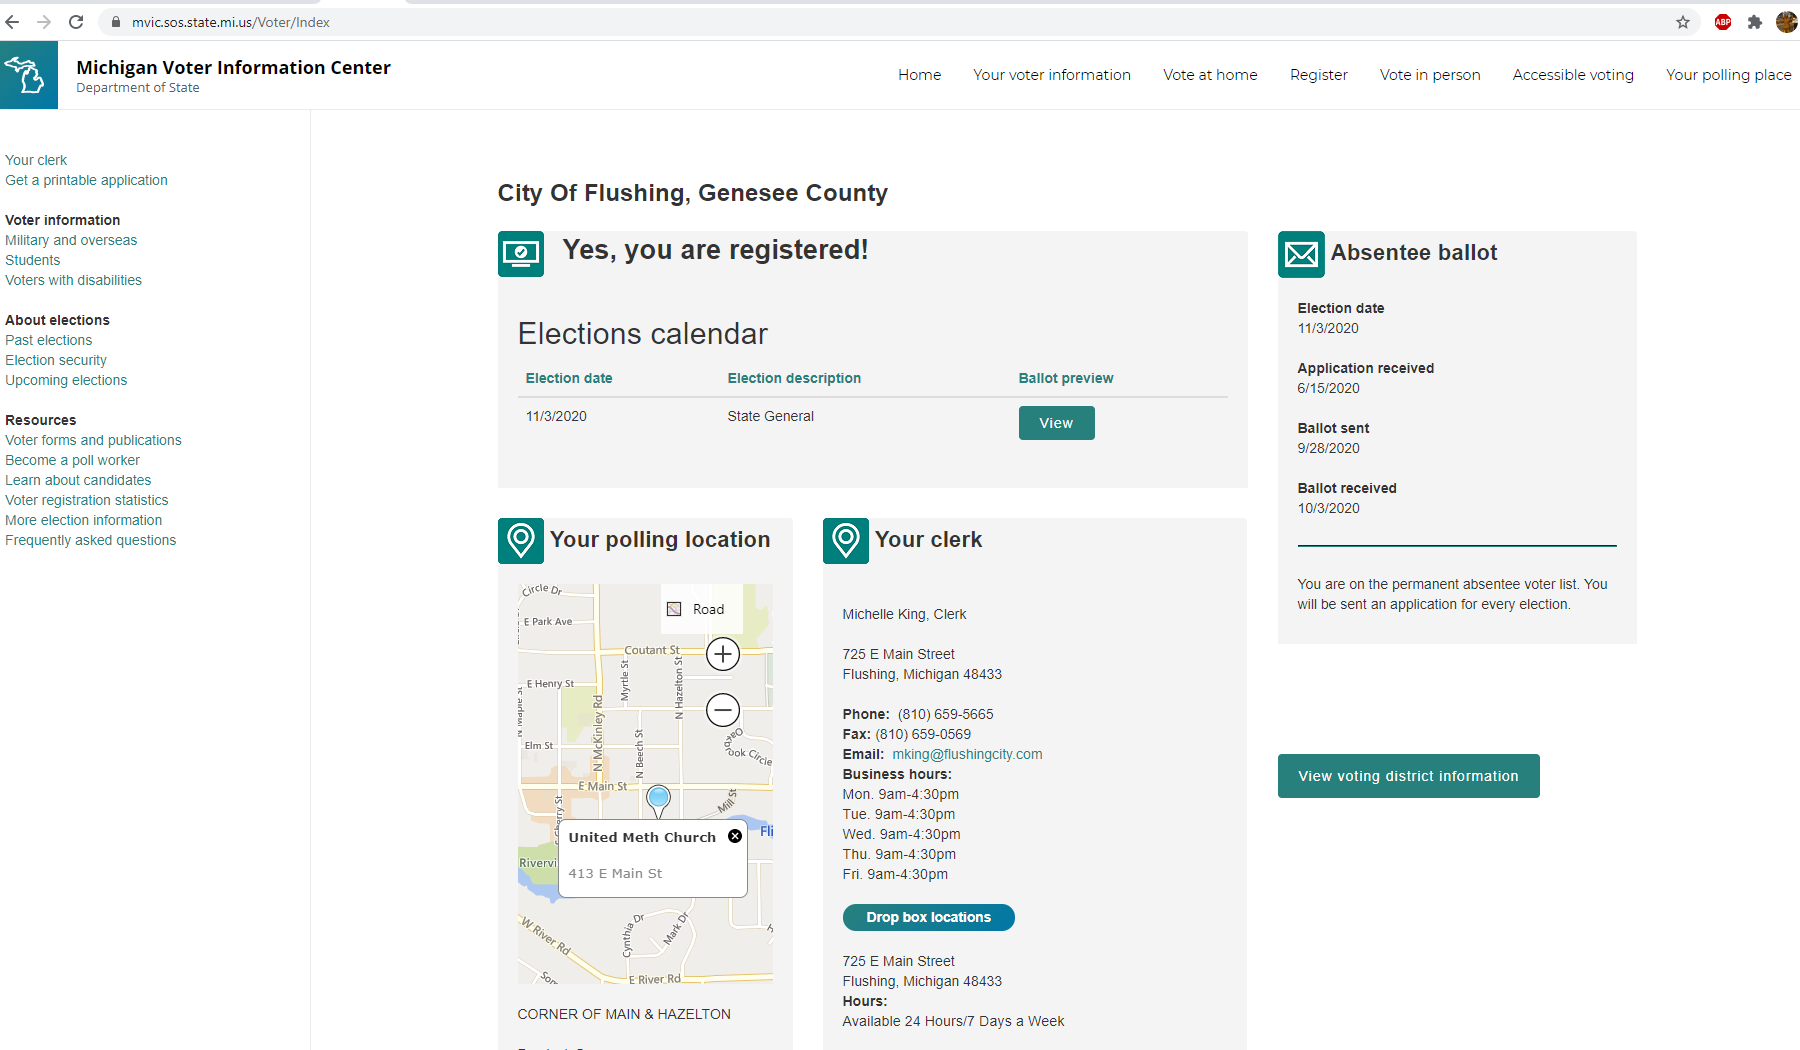 mvic.sos.state.mi.us/Voter/Index
ABP
Michigan Voter Information Center
Department of State
Home
Your voter information
Vote at home
Register
Vote in person
Accessible voting
Your polling place
Your clerk
Get a printable application
Voter information
Military and overseas
Students
Voters with disabilities
About elections
Past elections
Election security
Upcoming elections
Resources
Voter forms and publications
Become a poll worker
Learn about candidates
Voter registration statistics
More election information
Frequently asked questions
City Of Flushing, Genesee County
Yes, you are registered!
Elections calendar
Election date Election description Ballot preview
11/3/2020 State General View
Absentee ballot
Election date
11/3/2020
Application received
6/15/2020
Ballot sent
9/28/2020
Ballot received
10/3/2020
You are on the permanent absentee voter list. You
will be sent an application for every election.
View voting district information
Your polling location
Circle Dr
Road
E Park Ave
Coutant St
E Henry St
Myrtle St
N Hazelton St
N Maple St
N McKinley Rd
Elm St
N Beech St
Circle
E Main St
Mill St
United Meth Church
413 E Main St
W River Rd
Cynthia Dr
Mark Dr
E River Rd
CORNER OF MAIN & HAZELTON
Your clerk
Michelle King, Clerk
725 E Main Street
Flushing, Michigan 48433
Phone: (810) 659-5665
Fax: (810) 659-0569
Email: mking@flushingcity.com
Business hours:
Mon. 9am-4:30pm
Tue. 9am-4:30pm
Wed. 9am-4:30pm
Thu. 9am-4:30pm
Fri. 9am-4:30pm
Drop box locations
725 E Main Street
Flushing, Michigan 48433
Hours:
Available 24 Hours/7 Days a Week